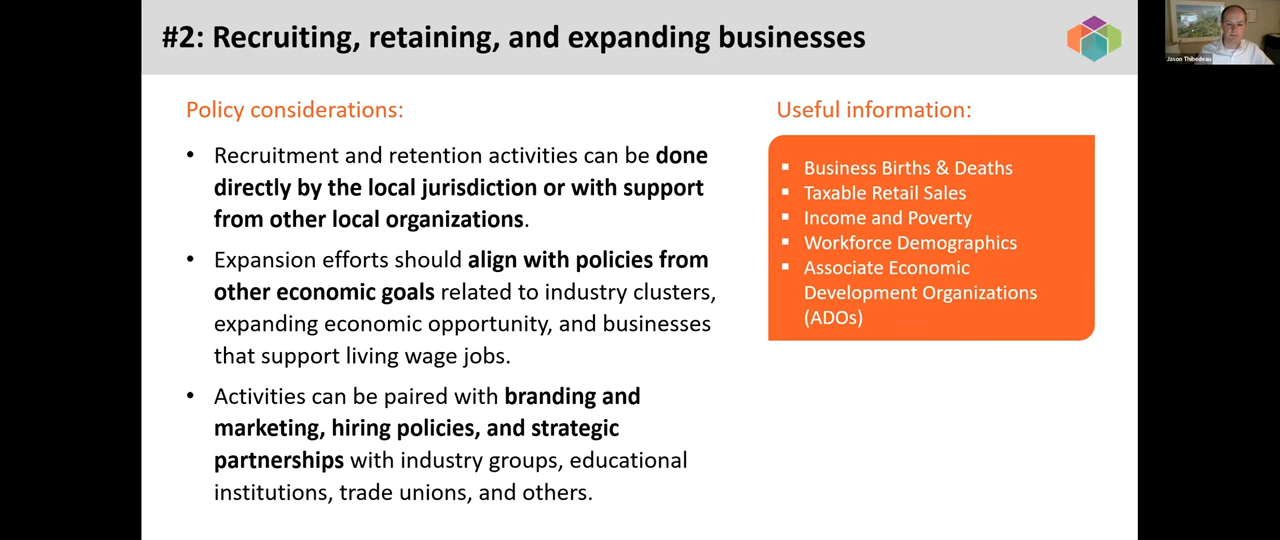 #2: Recruiting, retaining, and expanding businesses
Jason Thibedeau
Policy considerations:
• Recruitment and retention activities can be done
directly by the local jurisdiction or with support
from other local organizations.
• Expansion efforts should align with policies from
other economic goals related to industry clusters,
expanding economic opportunity, and businesses
that support living wage jobs.
• Activities can be paired with branding and
marketing, hiring policies, and strategic
partnerships with industry groups, educational
institutions, trade unions, and others.
Useful information:
▪ Business Births & Deaths
▪ Taxable Retail Sales
▪ Income and Poverty
▪ Workforce Demographics
▪ Associate Economic
Development Organizations
(ADOs)